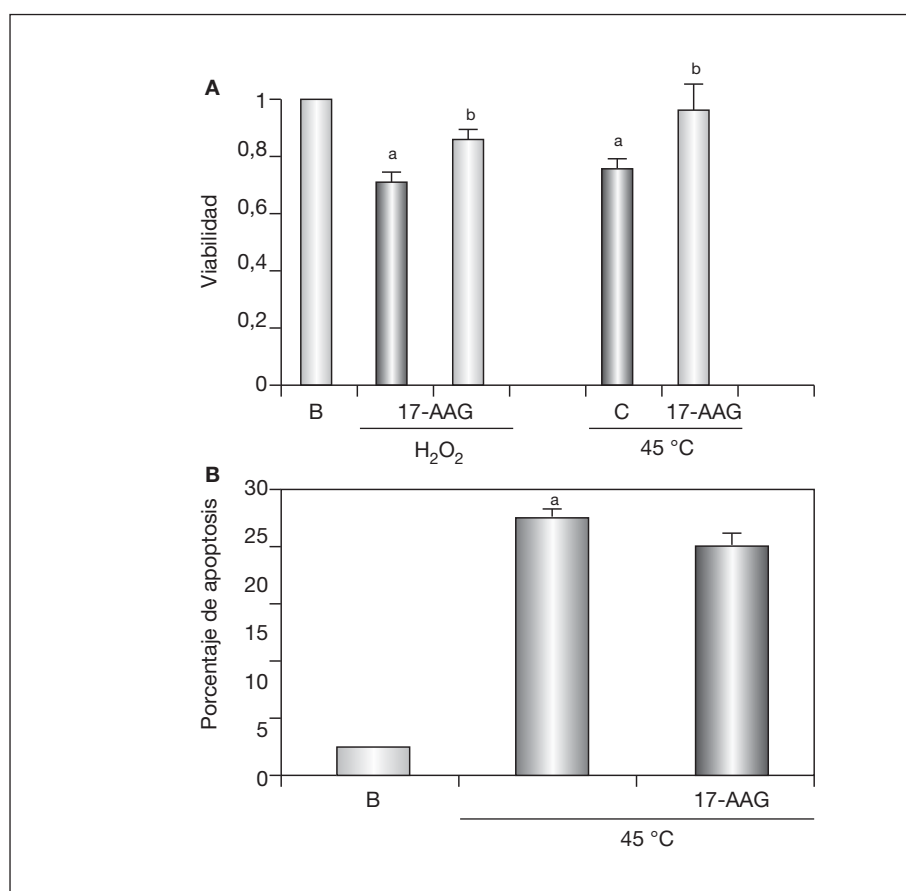 A
b
b
1
a
a
0,8
0,6
0,4
0,2
0
Viabilidad
B 17-AAG C 17-AAG
H₂O₂ 45 °C
B
30
a
25
20
15
10
5
0
Porcentaje de apoptosis
B 17-AAG
45 °C